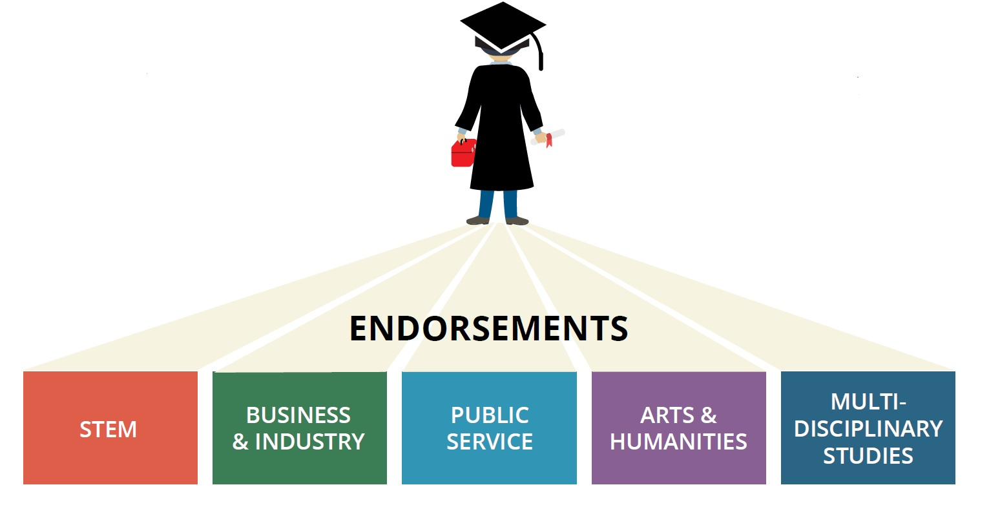 ENDORSEMENTS
STEM
BUSINESS
& INDUSTRY
PUBLIC
SERVICE
ARTS &
HUMANITIES
MULTI-
DISCIPLINARY
STUDIES